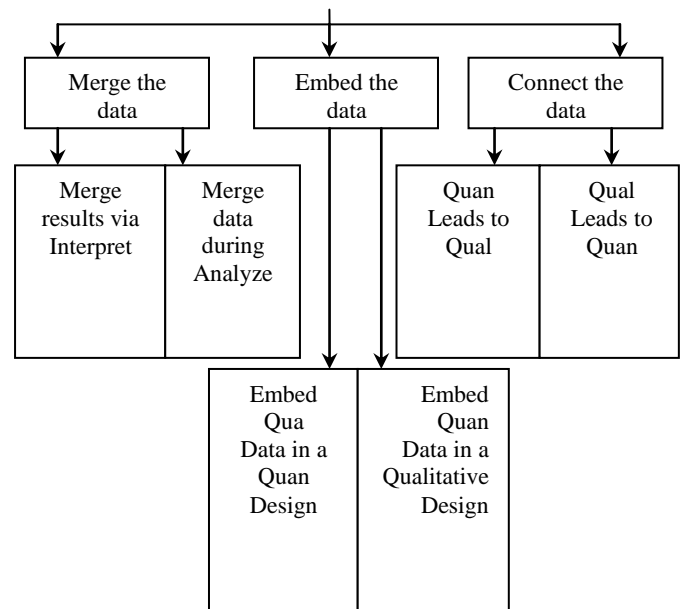 Merge the
data
Embed the
data
Connect the
data
Merge
results via
Interpret
Merge
data
during
Analyze
Quan
Leads to
Qual
Qual
Leads to
Quan
Embed
Qua
Data in a
Quan
Design
Embed
Quan
Data in a
Qualitative
Design